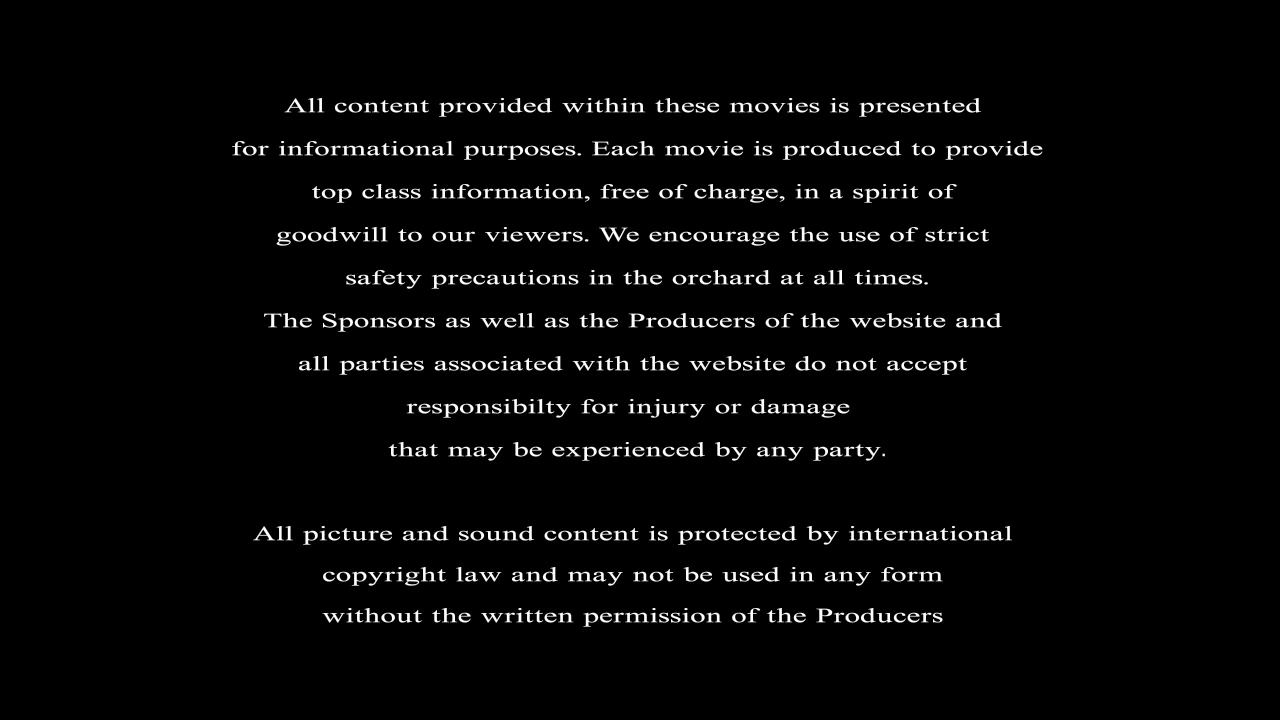 All content provided within these movies is presented
for informational purposes. Each movie is produced to provide
top class information, free of charge, in a spirit of
goodwill to our viewers. We encourage the use of strict
safety precautions in the orchard at all times.
The Sponsors as well as the Producers of the website and
all parties associated with the website do not accept
responsibilty for injury or damage
that may be experienced by any party.
All picture and sound content is protected by international
copyright law and may not be used in any form
without the written permission of the Producers